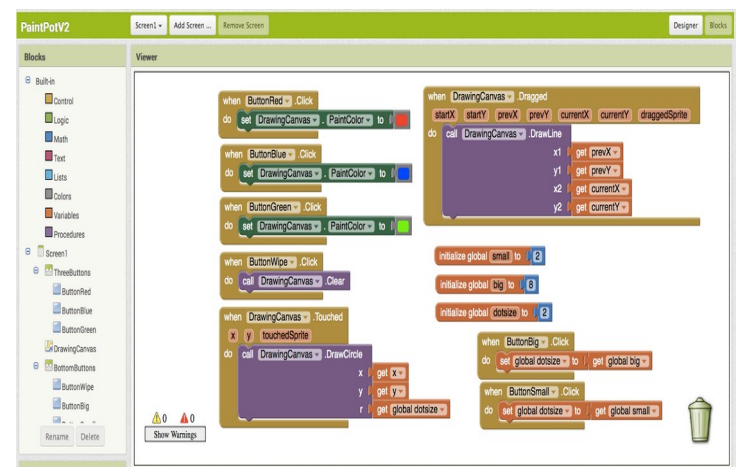 PaintPotV2
Screen1 Add Screen ... Remove Screen
Designer Blocks
Blocks
Built-in
Control
Logic
Math
Text
Lists
Colors
Variables
Procedures
Screen1
ThreeButtons
ButtonRed
ButtonBlue
ButtonGreen
DrawingCanvas
BottomButtons
ButtonWipe
ButtonBig
Rename Delete
Viewer
when ButtonRed .Click
do set DrawingCanvas . PaintColor to
when ButtonBlue .Click
do set DrawingCanvas . PaintColor to
when ButtonGreen .Click
do set DrawingCanvas . PaintColor to
when ButtonWipe .Click
do call DrawingCanvas .Clear
when DrawingCanvas .Touched
x y touchedSprite
do call DrawingCanvas .DrawCircle
x get x
y get y
r get global dotsize
when DrawingCanvas .Dragged
startX startY prevX prevY currentX currentY draggedSprite
do call DrawingCanvas .DrawLine
x1 get prevX
y1 get prevY
x2 get currentX
y2 get currentY
initialize global small to 2
initialize global big to 8
initialize global dotsize to 2
when ButtonBig .Click
do set global dotsize to get global big
when ButtonSmall .Click
do set global dotsize to get global small
0 0
Show Warnings